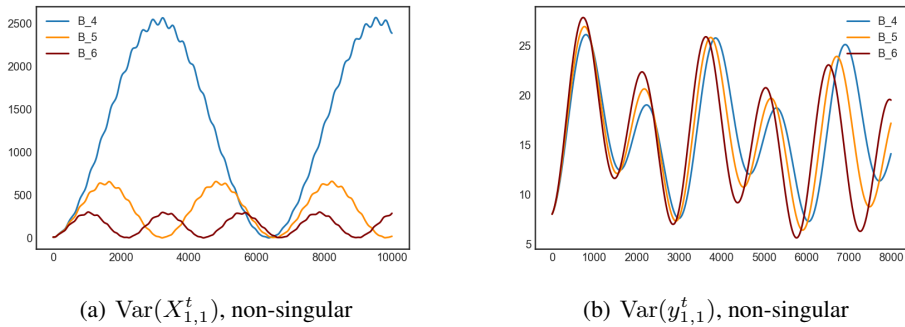 2500
2000
1500
1000
500
0
B_4
B_5
B_6
0 2000 4000 6000 8000 10000
(a) Var(X^t_{1,1}), non-singular
25
20
15
10
5
B_4
B_5
B_6
0 1000 2000 3000 4000 5000 6000 7000 8000
(b) Var(y^t_{1,1}), non-singular